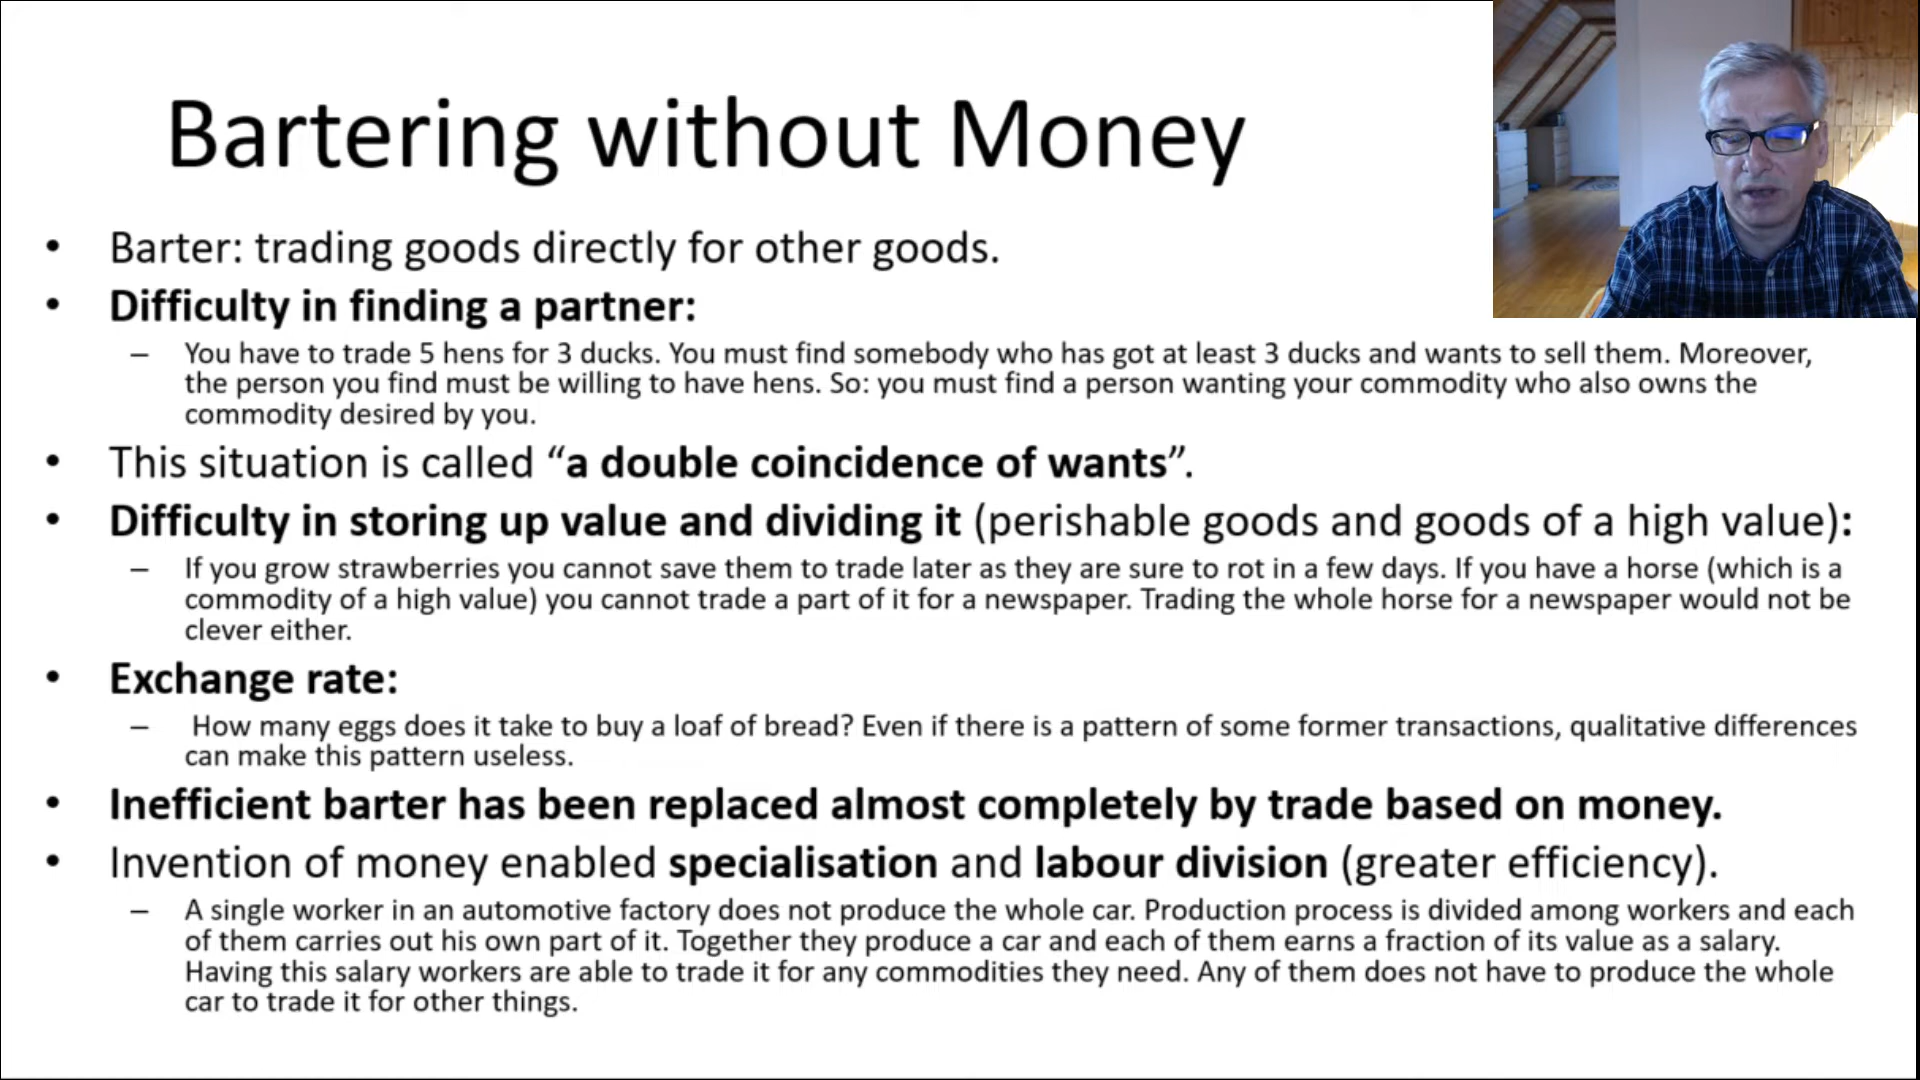 Bartering without Money
• Barter: trading goods directly for other goods.
• Difficulty in finding a partner:
– You have to trade 5 hens for 3 ducks. You must find somebody who has got at least 3 ducks and wants to sell them. Moreover,
the person you find must be willing to have hens. So: you must find a person wanting your commodity who also owns the
commodity desired by you.
• This situation is called “a double coincidence of wants”.
• Difficulty in storing up value and dividing it (perishable goods and goods of a high value):
– If you grow strawberries you cannot save them to trade later as they are sure to rot in a few days. If you have a horse (which is a
commodity of a high value) you cannot trade a part of it for a newspaper. Trading the whole horse for a newspaper would not be
clever either.
• Exchange rate:
– How many eggs does it take to buy a loaf of bread? Even if there is a pattern of some former transactions, qualitative differences
can make this pattern useless.
• Inefficient barter has been replaced almost completely by trade based on money.
• Invention of money enabled specialisation and labour division (greater efficiency).
– A single worker in an automotive factory does not produce the whole car. Production process is divided among workers and each
of them carries out his own part of it. Together they produce a car and each of them earns a fraction of its value as a salary.
Having this salary workers are able to trade it for any commodities they need. Any of them does not have to produce the whole
car to trade it for other things.